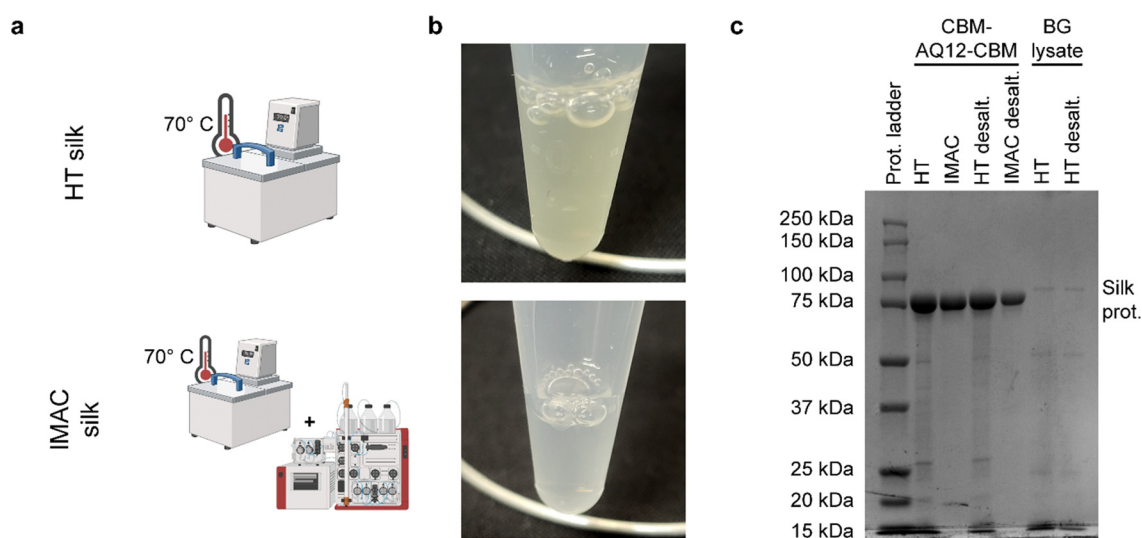 a
b
c
HT silk
70° C
IMAC
silk
70° C
+
CBM-
AQ12-CBM
BG
lysate
Prot. ladder
HT
IMAC
HT desalt.
IMAC desalt.
HT
HT desalt.
250 kDa
150 kDa
100 kDa
75 kDa
50 kDa
37 kDa
25 kDa
20 kDa
15 kDa
Silk
prot.